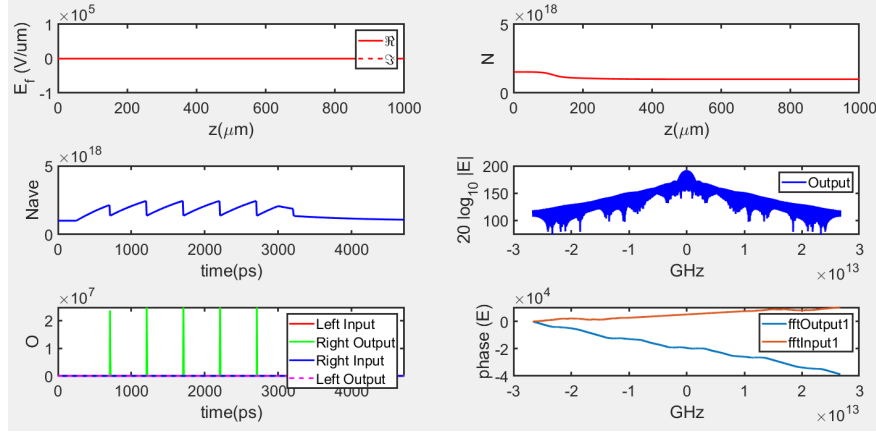 ×10^5
E_f (V/um)
1
0
-1
ℜ
ℑ
0 200 400 600 800 1000
z(μm)
×10^18
N
5
0
0 200 400 600 800 1000
z(μm)
×10^18
Nave
5
0
0 1000 2000 3000 4000
time(ps)
20 log_10 |E|
200
150
100
Output
-3 -2 -1 0 1 2 3
GHz
×10^13
×10^7
O
2
1
0
Left Input
Right Output
Right Input
Left Output
0 1000 2000 3000 4000
time(ps)
×10^4
phase (E)
0
-2
-4
fftOutput1
fftInput1
-3 -2 -1 0 1 2 3
GHz
×10^13